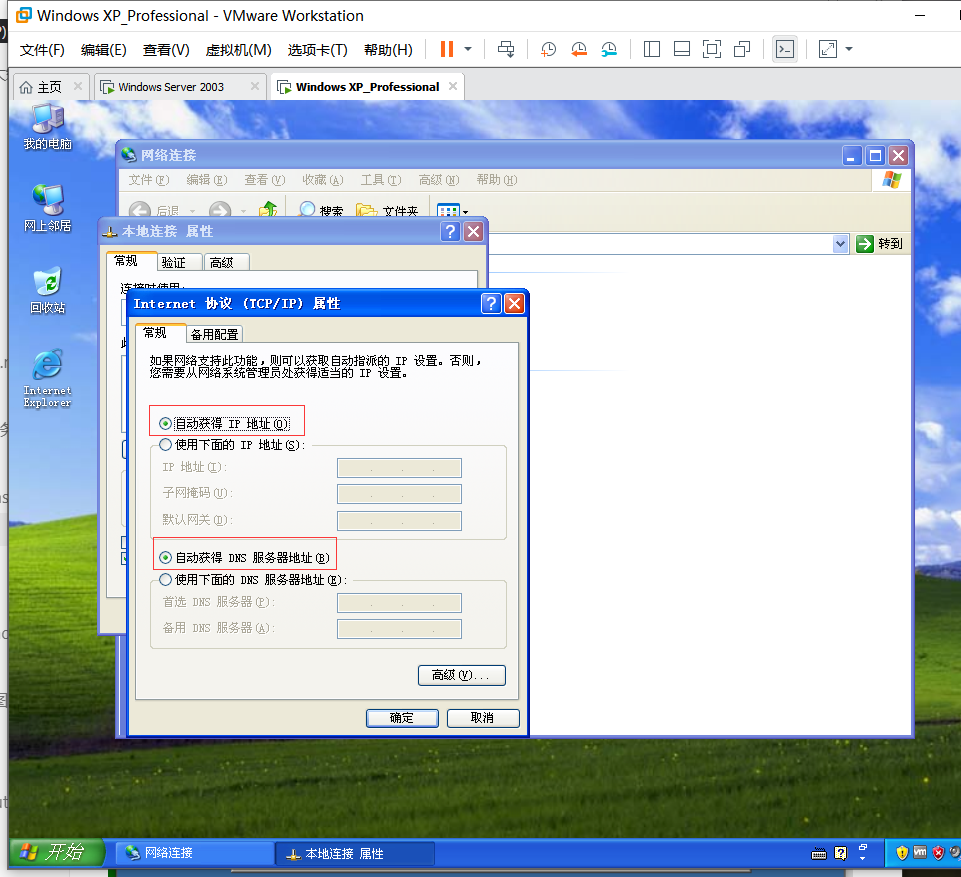 Windows XP_Professional - VMware Workstation
文件(F) 编辑(E) 查看(V) 虚拟机(M) 选项卡(T) 帮助(H)
主页 Windows Server 2003 Windows XP_Professional
我的电脑
网上邻居
回收站
Internet
Explorer
网络连接
文件(F) 编辑(E) 查看(V) 收藏(A) 工具(T) 高级(N) 帮助(H)
后退 搜索 文件夹
转到
本地连接 属性
常规 验证 高级
连接时使用:
Internet 协议 (TCP/IP) 属性
常规 备用配置
如果网络支持此功能，则可以获取自动指派的 IP 设置。否则，
您需要从网络系统管理员处获得适当的 IP 设置。
自动获得 IP 地址(O)
使用下面的 IP 地址(S):
IP 地址(I):
子网掩码(U):
默认网关(D):
自动获得 DNS 服务器地址(B)
使用下面的 DNS 服务器地址(E):
首选 DNS 服务器(P):
备用 DNS 服务器(A):
高级(V)...
确定 取消
开始 网络连接 本地连接 属性